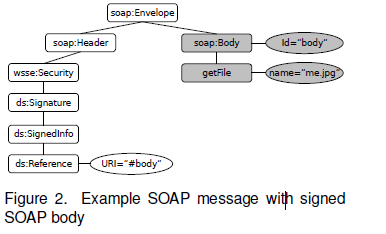 soap:Envelope
soap:Header
soap:Body
Id="body"
wsse:Security
getFile
name="me.jpg"
ds:Signature
ds:SignedInfo
ds:Reference
URI="#body"
Figure 2. Example SOAP message with signed
SOAP body